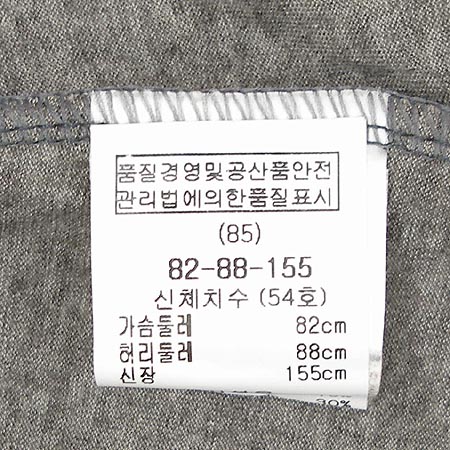 품질경영및공산품안전
관리법에의한품질표시
(85)
82-88-155
신체치수 (54호)
가슴둘레 82cm
허리둘레 88cm
신장 155cm
30%